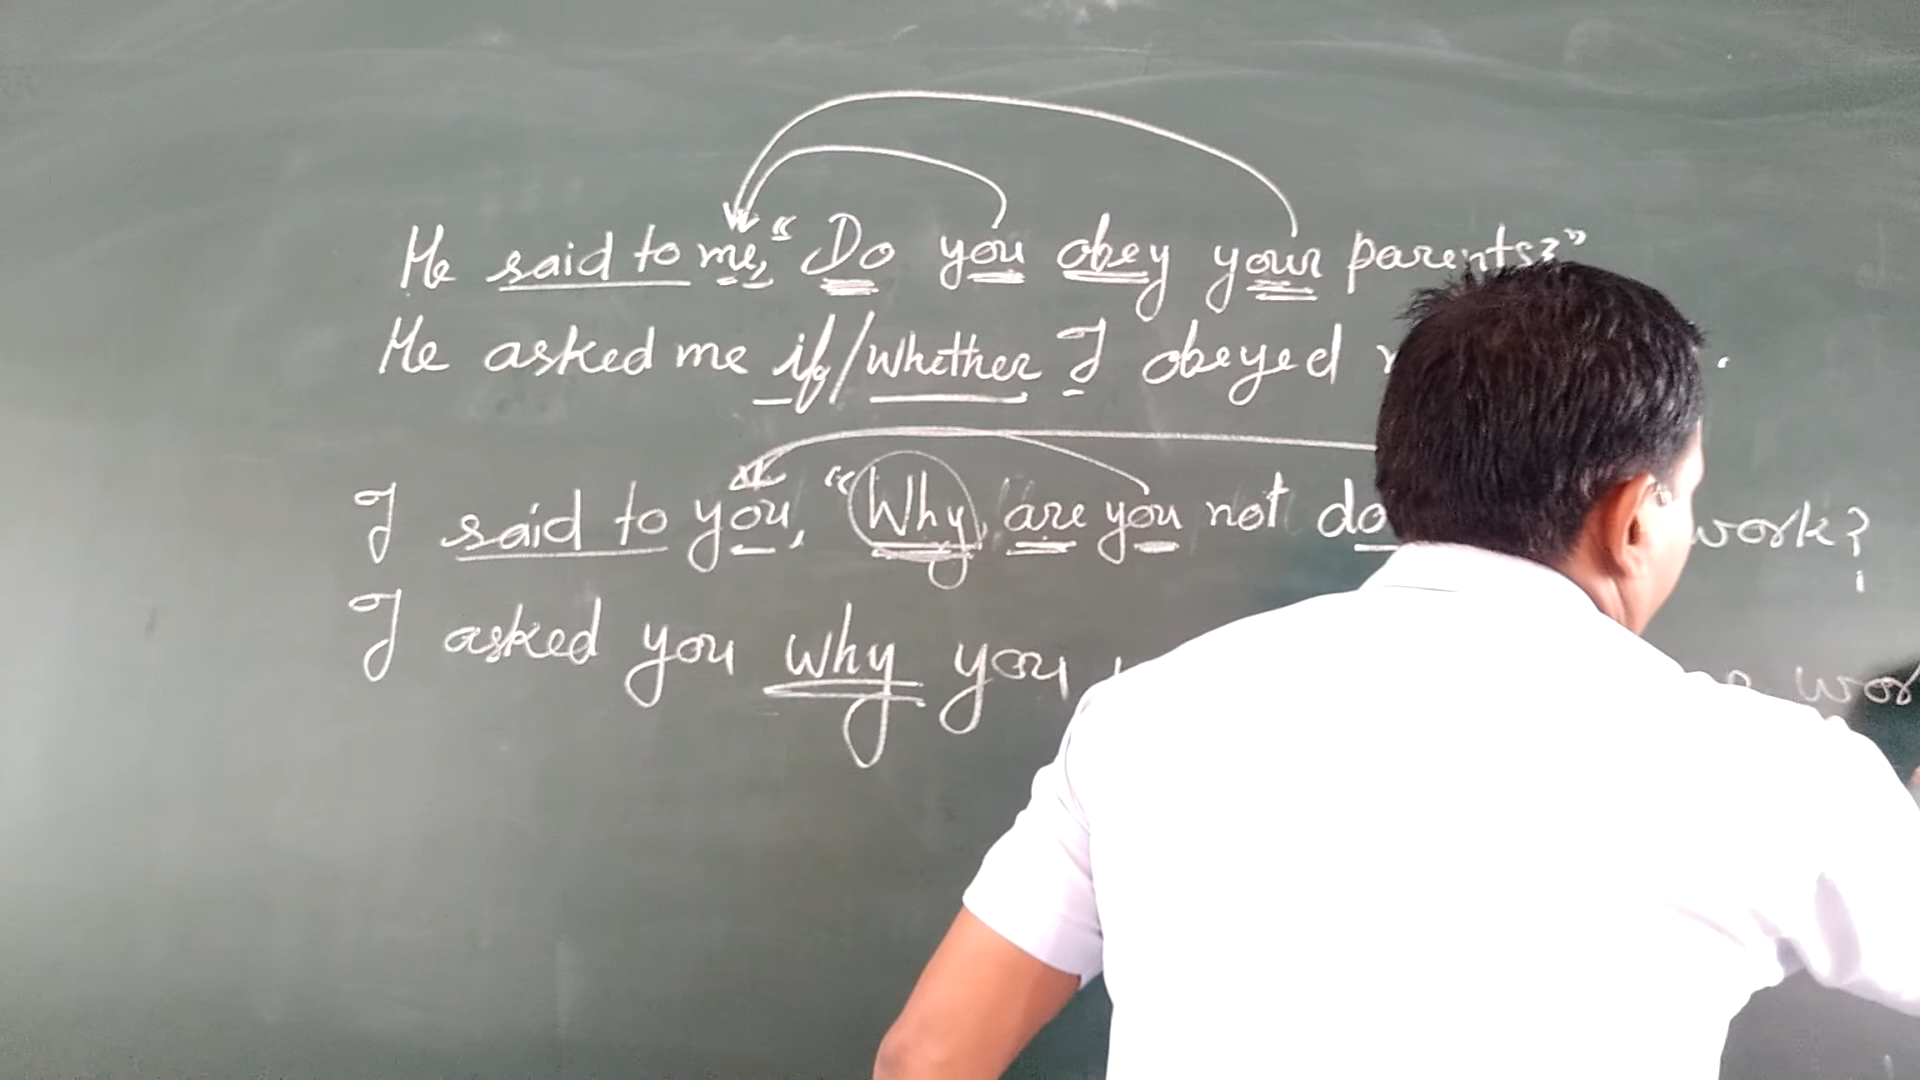 He said to me, "Do you obey your parents?"
He asked me if/whether I obeyed .
I said to you, "Why are you not do work?
I asked you why you wor